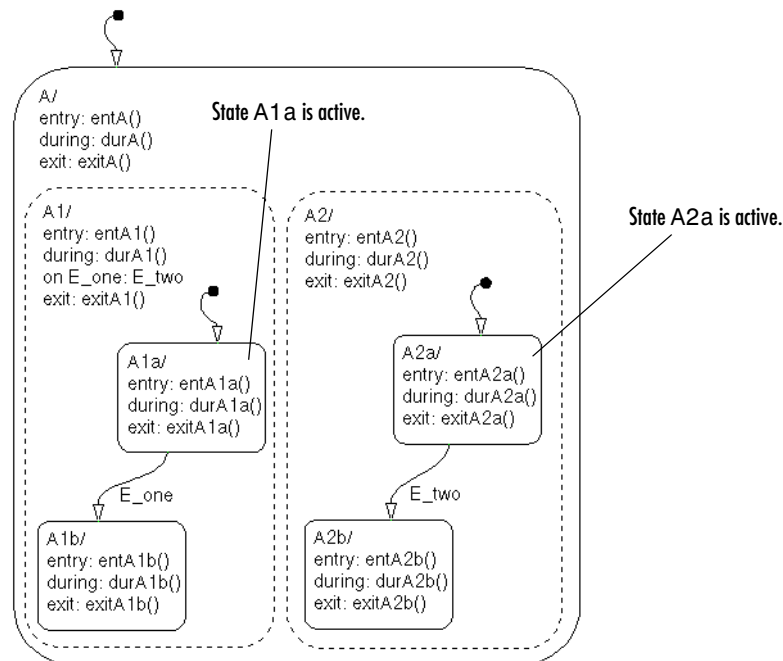 A/
entry: entA()
during: durA()
exit: exitA()
State A1a is active.
A1/
entry: entA1()
during: durA1()
on E_one: E_two
exit: exitA1()
A2/
entry: entA2()
during: durA2()
exit: exitA2()
State A2a is active.
A1a/
entry: entA1a()
during: durA1a()
exit: exitA1a()
A2a/
entry: entA2a()
during: durA2a()
exit: exitA2a()
E_one
E_two
A1b/
entry: entA1b()
during: durA1b()
exit: exitA1b()
A2b/
entry: entA2b()
during: durA2b()
exit: exitA2b()